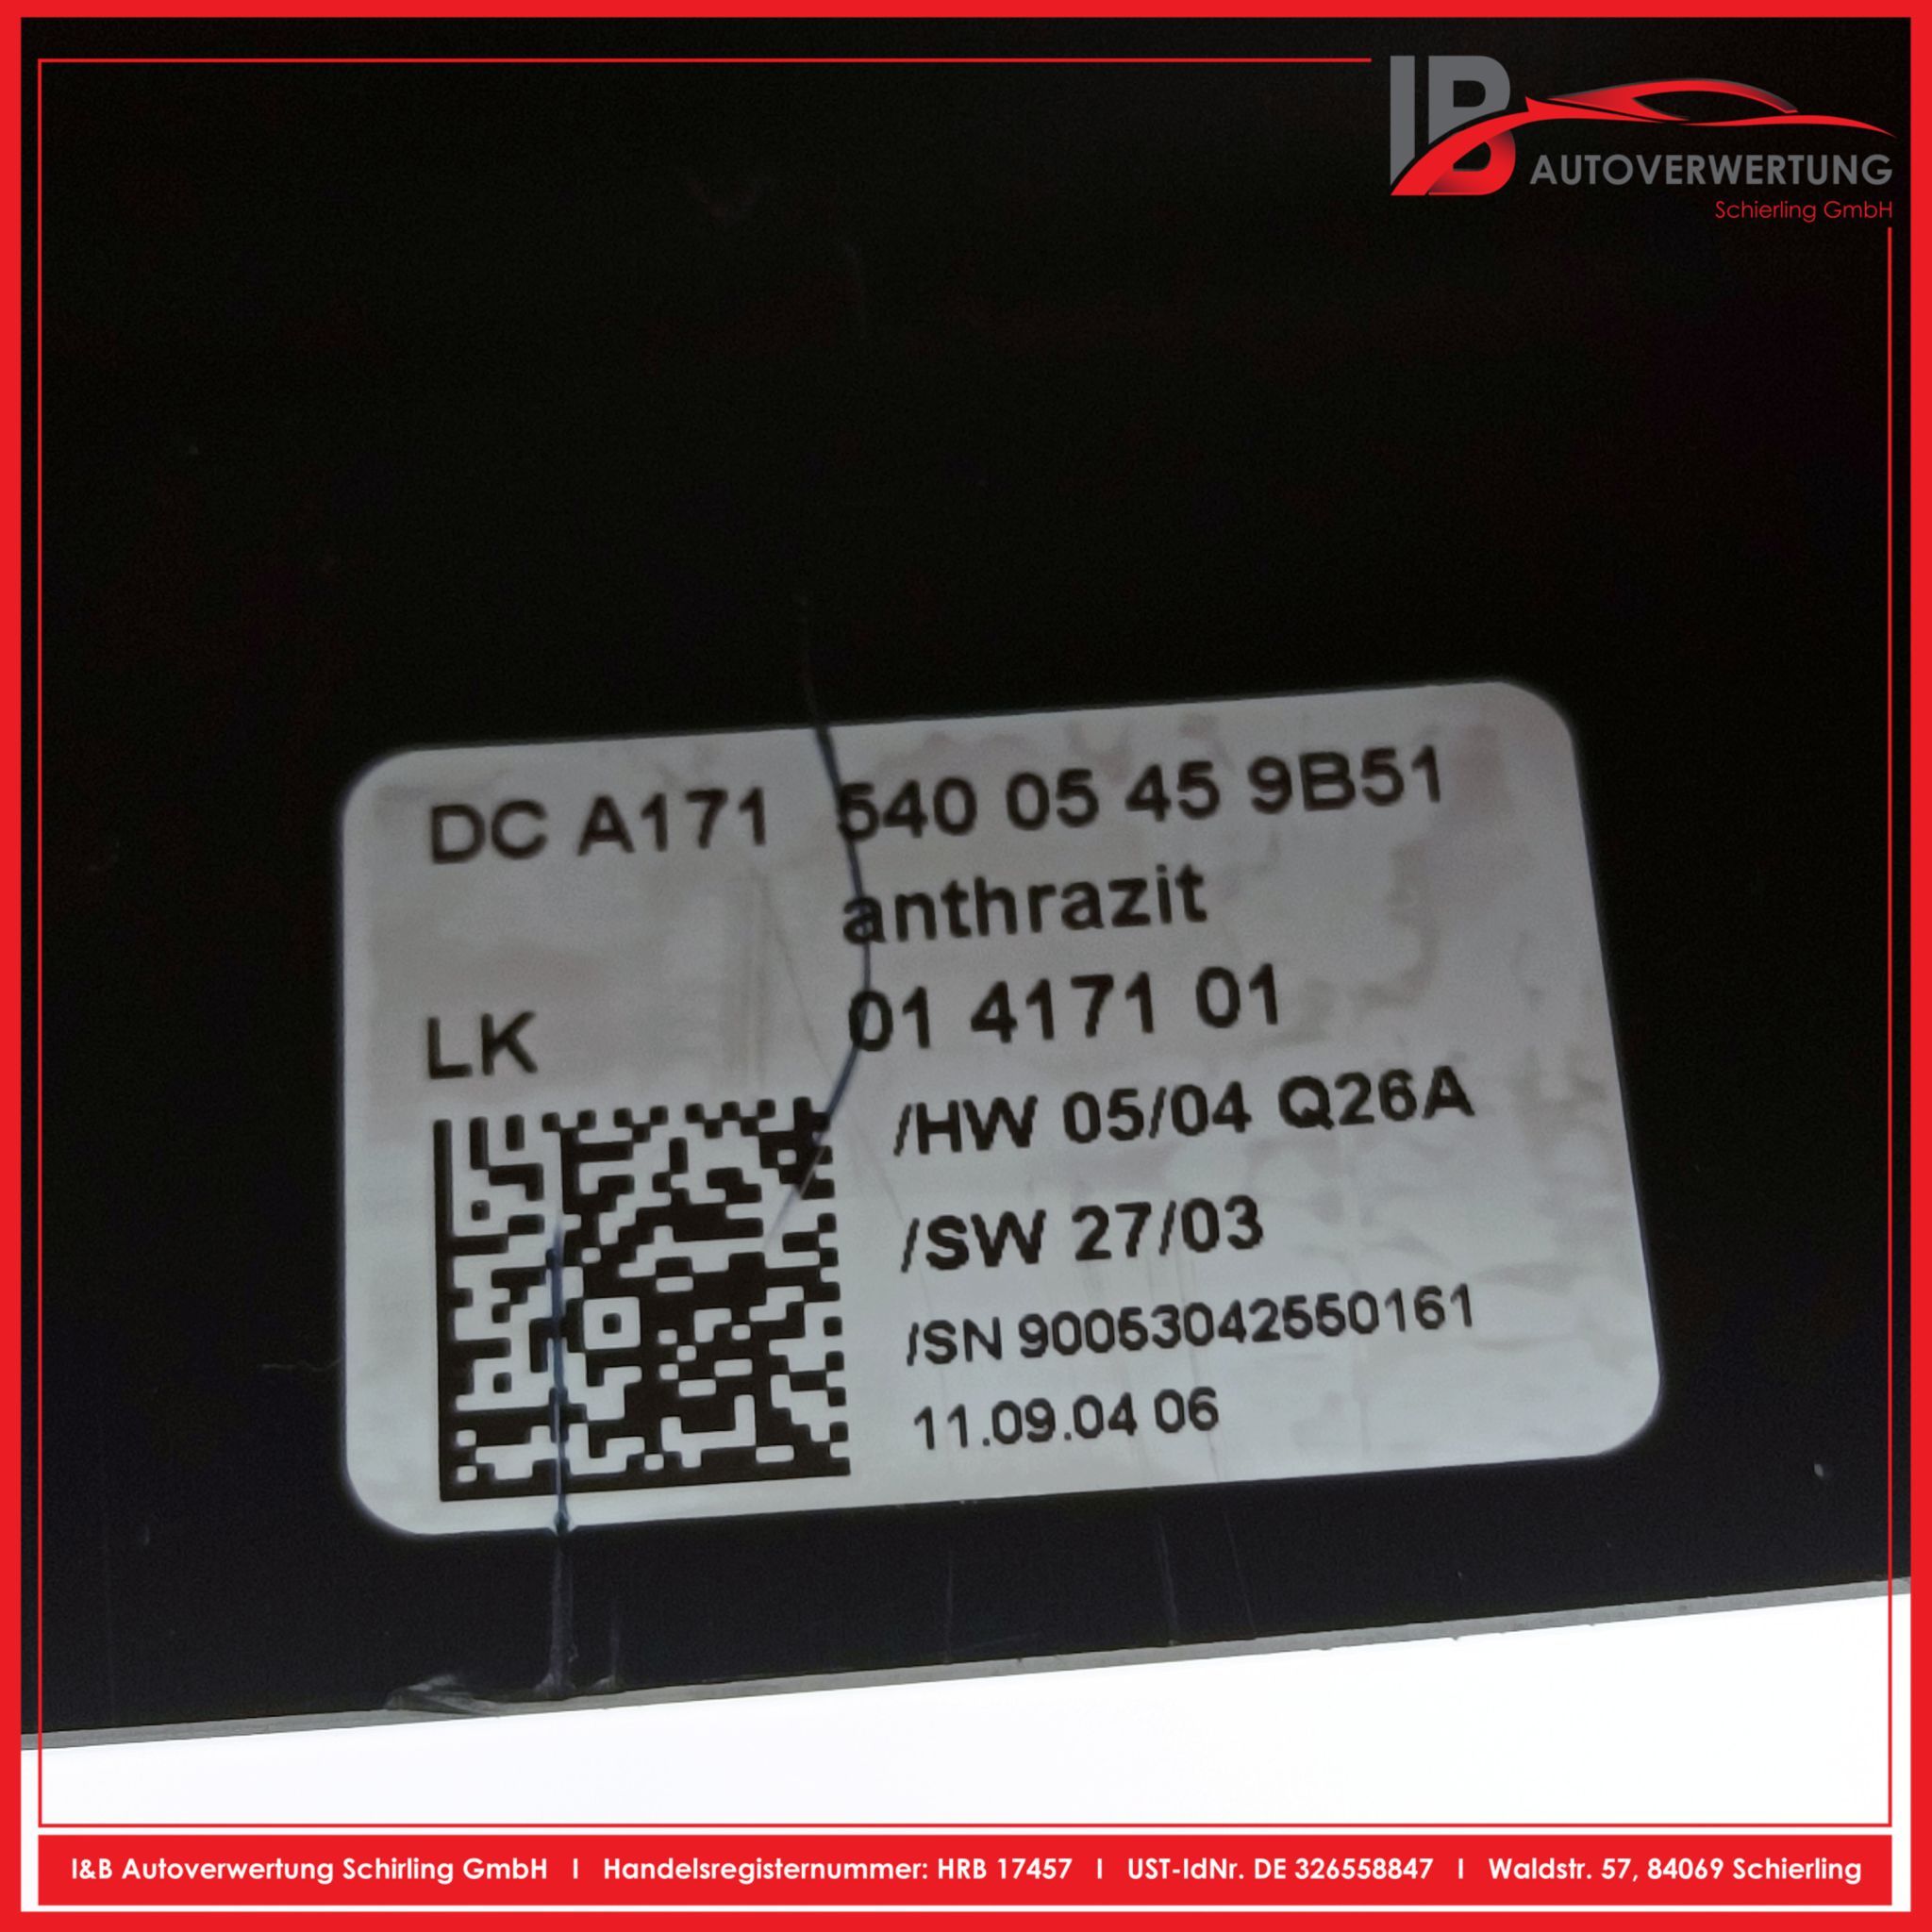 IB
AUTOVERWERTUNG
Schierling GmbH
DC A171 540 05 45 9B51
anthrazit
LK 01 4171 01
/HW 05/04 Q26A
/SW 27/03
/SN 90053042550161
11.09.04 06
I&B Autoverwertung Schirling GmbH I Handelsregisternummer: HRB 17457 I UST-IdNr. DE 326558847 I Waldstr. 57, 84069 Schierling